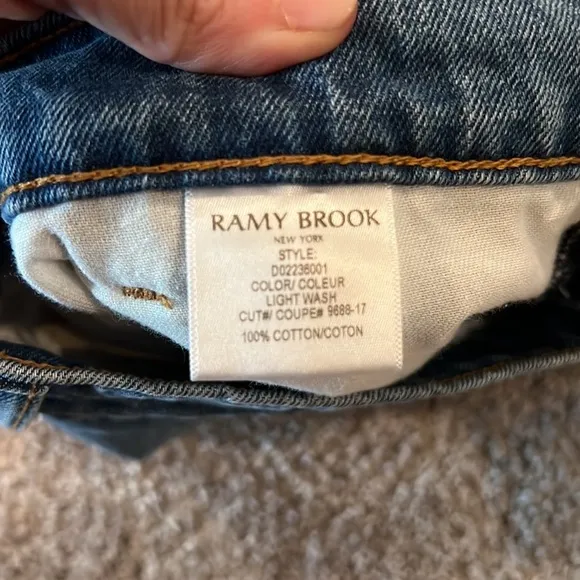 RAMY BROOK
NEW YORK
STYLE:
D02236001
COLOR/ COLEUR
LIGHT WASH
CUT#/ COUPE# 9688-17
100% COTTON/COTON